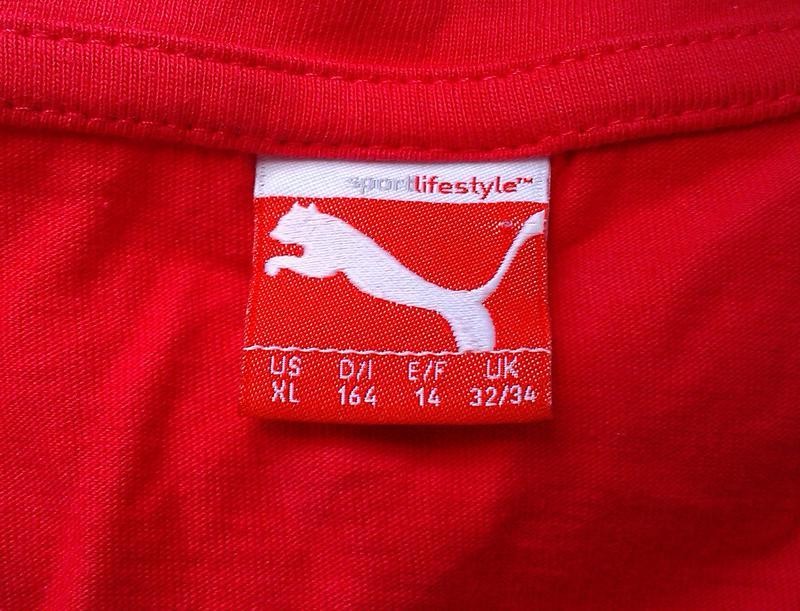 sportlifestyle™
US D/I E/F UK
XL 164 14 32/34